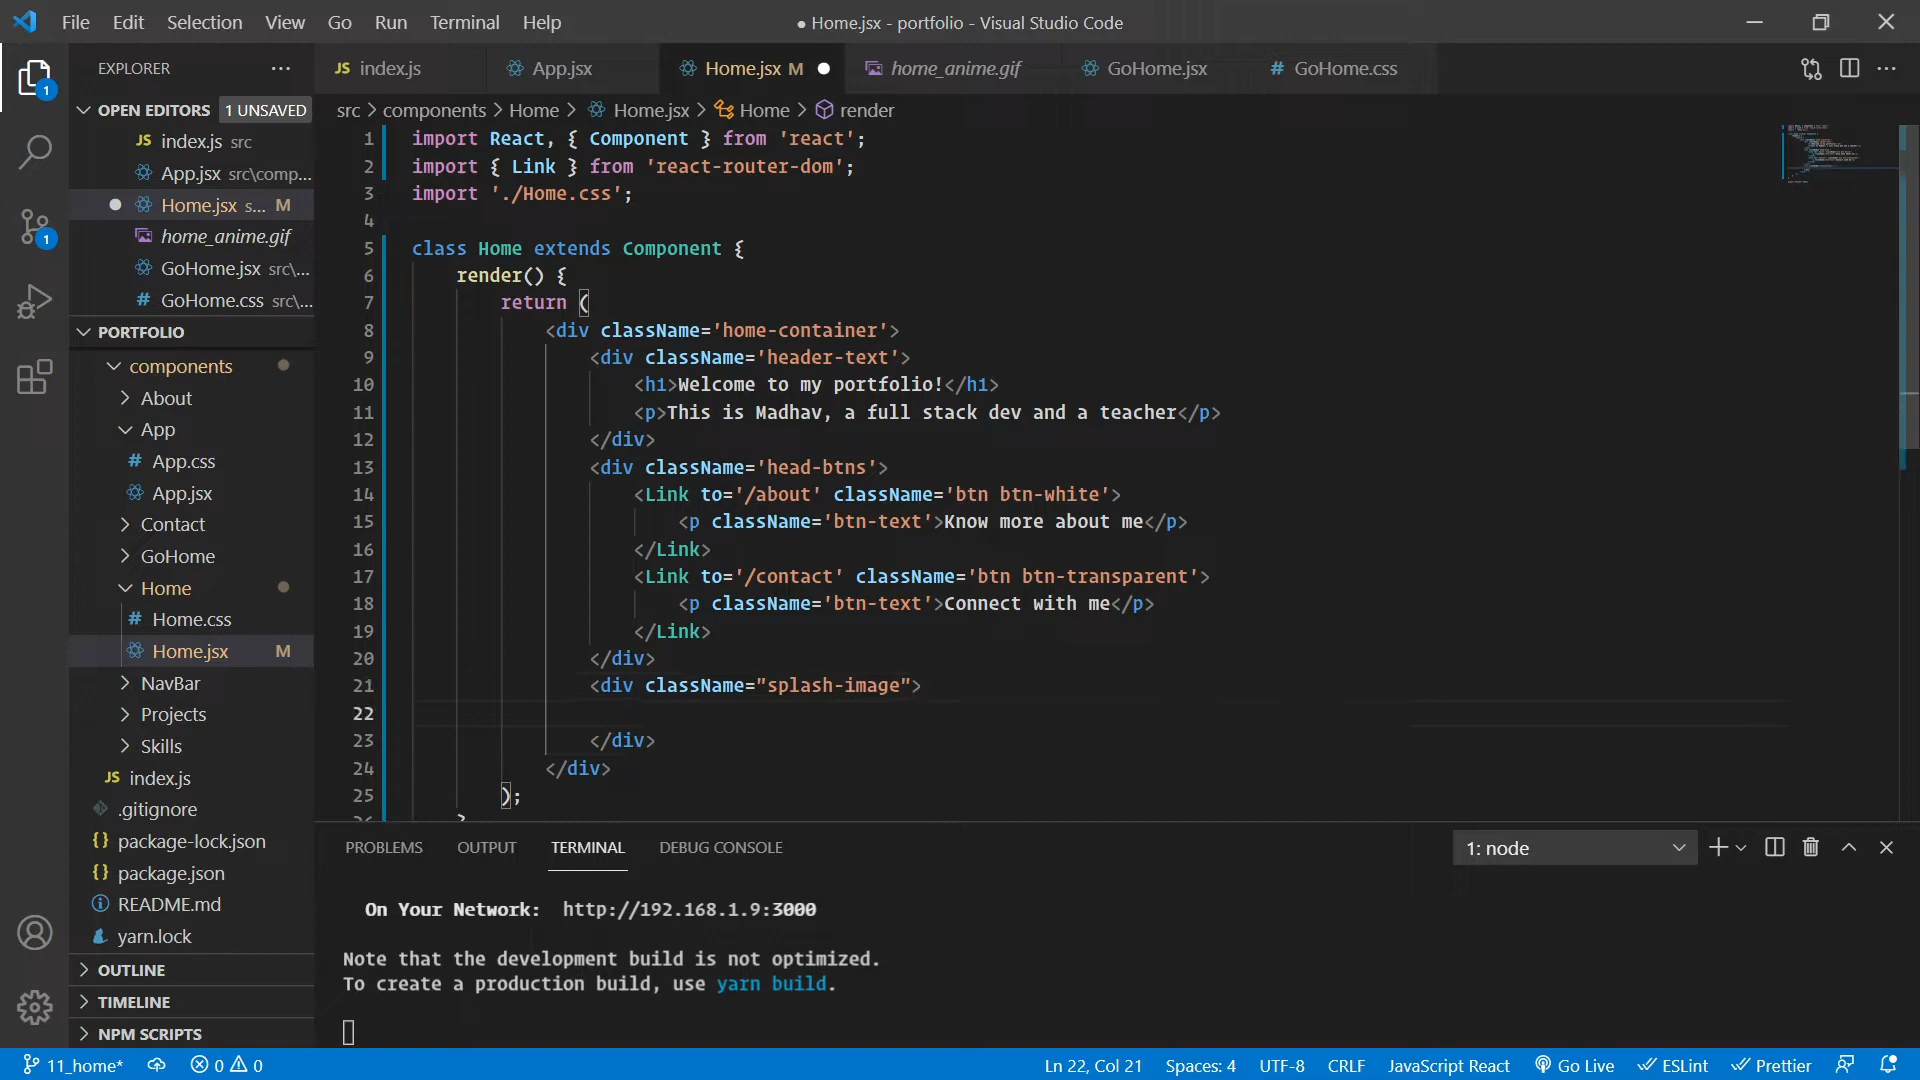 File Edit Selection View Go Run Terminal Help
● Home.jsx - portfolio - Visual Studio Code
EXPLORER
OPEN EDITORS 1 UNSAVED
JS index.js src
App.jsx src\comp...
Home.jsx s... M
home_anime.gif
GoHome.jsx src\...
# GoHome.css src\...
PORTFOLIO
components
About
App
# App.css
App.jsx
Contact
GoHome
Home
# Home.css
Home.jsx M
NavBar
Projects
Skills
JS index.js
.gitignore
{} package-lock.json
{} package.json
README.md
yarn.lock
OUTLINE
TIMELINE
NPM SCRIPTS
1
1
JS index.js App.jsx Home.jsx M home_anime.gif GoHome.jsx # GoHome.css
src > components > Home > Home.jsx > Home > render
1 import React, { Component } from 'react';
2 import { Link } from 'react-router-dom';
3 import './Home.css';
4
5 class Home extends Component {
6 render() {
7 return (
8 <div className='home-container'>
9 <div className='header-text'>
10 <h1>Welcome to my portfolio!</h1>
11 <p>This is Madhav, a full stack dev and a teacher</p>
12 </div>
13 <div className='head-btns'>
14 <Link to='/about' className='btn btn-white'>
15 <p className='btn-text'>Know more about me</p>
16 </Link>
17 <Link to='/contact' className='btn btn-transparent'>
18 <p className='btn-text'>Connect with me</p>
19 </Link>
20 </div>
21 <div className="splash-image">
22
23 </div>
24 </div>
25 );
PROBLEMS OUTPUT TERMINAL DEBUG CONSOLE
1: node
On Your Network: http://192.168.1.9:3000
Note that the development build is not optimized.
To create a production build, use yarn build.
11_home* 0 0
Ln 22, Col 21 Spaces: 4 UTF-8 CRLF JavaScript React Go Live ESLint Prettier